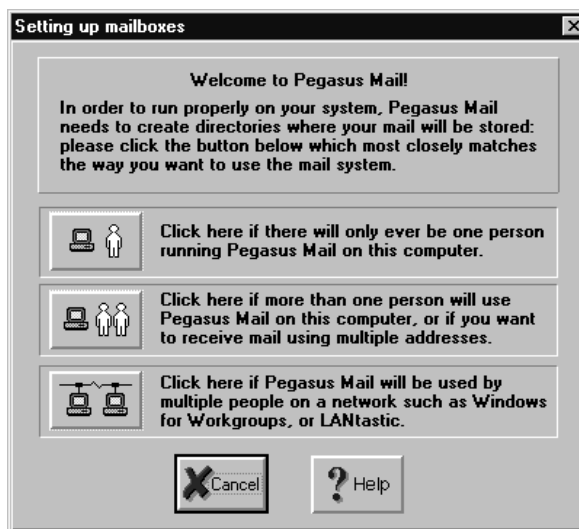 Setting up mailboxes
Welcome to Pegasus Mail!
In order to run properly on your system, Pegasus Mail
needs to create directories where your mail will be stored:
please click the button below which most closely matches
the way you want to use the mail system.
Click here if there will only ever be one person
running Pegasus Mail on this computer.
Click here if more than one person will use
Pegasus Mail on this computer, or if you want
to receive mail using multiple addresses.
Click here if Pegasus Mail will be used by
multiple people on a network such as Windows
for Workgroups, or LANtastic.
Cancel
Help